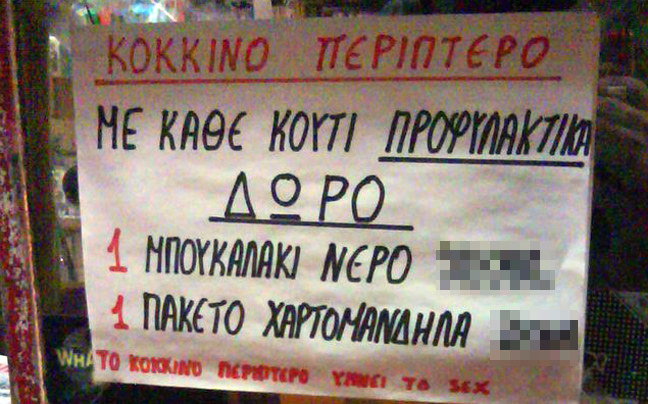 ΚΟΚΚΙΝΟ ΠΕΡΙΠΤΕΡΟ
ΜΕ ΚΑΘΕ ΚΟΥΤΙ ΠΡΟΦΥΛΑΚΤΙΚΑ
ΔΩΡΟ
1 ΜΠΟΥΚΑΛΑΚΙ ΝΕΡΟ
1 ΠΑΚΕΤΟ ΧΑΡΤΟΜΑΝΔΗΛΑ
ΤΟ ΚΟΚΚΙΝΟ ΠΕΡΙΠΤΕΡΟ ΥΜΝΕΙ ΤΟ SEX